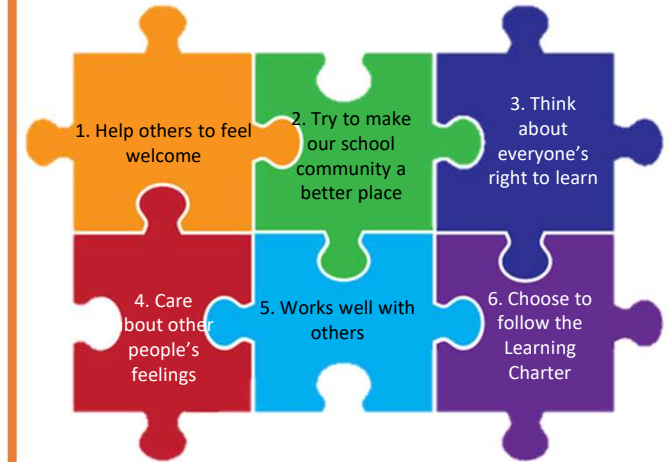 1. Help others to feel
welcome
2. Try to make
our school
community a
better place
3. Think
about
everyone’s
right to learn
4. Care
about other
people’s
feelings
5. Works well with
others
6. Choose to
follow the
Learning
Charter